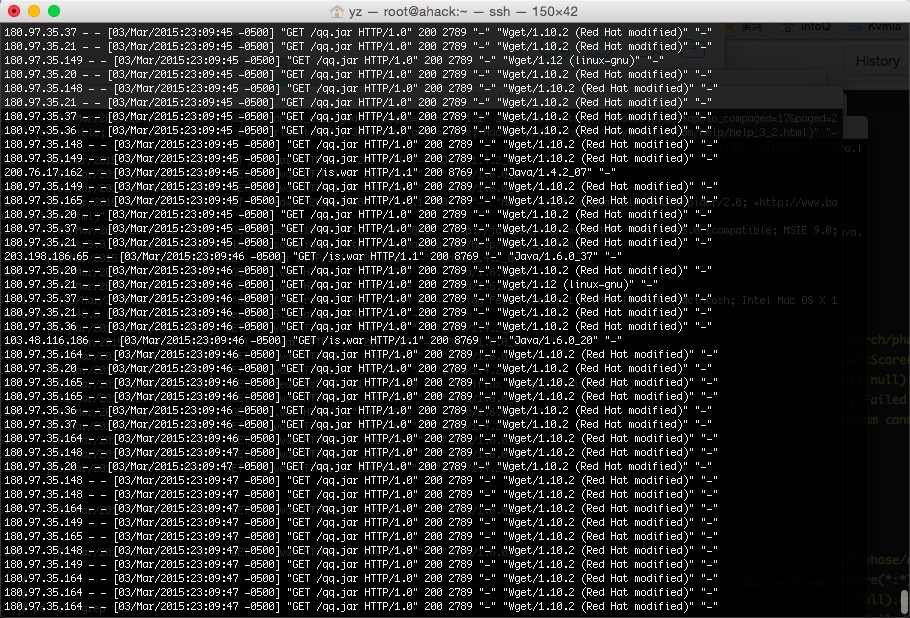 yz — root@ahack:~ — ssh — 150×42
180.97.35.37 - - [03/Mar/2015:23:09:45 -0500] "GET /qq.jar HTTP/1.0" 200 2789 "-" "Wget/1.10.2 (Red Hat modified)" "-"
180.97.35.21 - - [03/Mar/2015:23:09:45 -0500] "GET /qq.jar HTTP/1.0" 200 2789 "-" "Wget/1.10.2 (Red Hat modified)" "-"
180.97.35.149 - - [03/Mar/2015:23:09:45 -0500] "GET /qq.jar HTTP/1.0" 200 2789 "-" "Wget/1.12 (linux-gnu)" "-"
180.97.35.20 - - [03/Mar/2015:23:09:45 -0500] "GET /qq.jar HTTP/1.0" 200 2789 "-" "Wget/1.10.2 (Red Hat modified)" "-"
180.97.35.148 - - [03/Mar/2015:23:09:45 -0500] "GET /qq.jar HTTP/1.0" 200 2789 "-" "Wget/1.10.2 (Red Hat modified)" "-"
180.97.35.21 - - [03/Mar/2015:23:09:45 -0500] "GET /qq.jar HTTP/1.0" 200 2789 "-" "Wget/1.10.2 (Red Hat modified)" "-"
180.97.35.37 - - [03/Mar/2015:23:09:45 -0500] "GET /qq.jar HTTP/1.0" 200 2789 "-" "Wget/1.10.2 (Red Hat modified)" "-"
180.97.35.36 - - [03/Mar/2015:23:09:45 -0500] "GET /qq.jar HTTP/1.0" 200 2789 "-" "Wget/1.10.2 (Red Hat modified)" "-"
180.97.35.148 - - [03/Mar/2015:23:09:45 -0500] "GET /qq.jar HTTP/1.0" 200 2789 "-" "Wget/1.10.2 (Red Hat modified)" "-"
180.97.35.149 - - [03/Mar/2015:23:09:45 -0500] "GET /qq.jar HTTP/1.0" 200 2789 "-" "Wget/1.10.2 (Red Hat modified)" "-"
200.76.17.162 - - [03/Mar/2015:23:09:45 -0500] "GET /is.war HTTP/1.1" 200 8769 "-" "Java/1.4.2_07" "-"
180.97.35.149 - - [03/Mar/2015:23:09:45 -0500] "GET /qq.jar HTTP/1.0" 200 2789 "-" "Wget/1.10.2 (Red Hat modified)" "-"
180.97.35.165 - - [03/Mar/2015:23:09:45 -0500] "GET /qq.jar HTTP/1.0" 200 2789 "-" "Wget/1.10.2 (Red Hat modified)" "-"
180.97.35.20 - - [03/Mar/2015:23:09:45 -0500] "GET /qq.jar HTTP/1.0" 200 2789 "-" "Wget/1.10.2 (Red Hat modified)" "-"
180.97.35.37 - - [03/Mar/2015:23:09:45 -0500] "GET /qq.jar HTTP/1.0" 200 2789 "-" "Wget/1.10.2 (Red Hat modified)" "-"
180.97.35.21 - - [03/Mar/2015:23:09:45 -0500] "GET /qq.jar HTTP/1.0" 200 2789 "-" "Wget/1.10.2 (Red Hat modified)" "-"
203.198.186.65 - - [03/Mar/2015:23:09:46 -0500] "GET /is.war HTTP/1.1" 200 8769 "-" "Java/1.6.0_37" "-"
180.97.35.20 - - [03/Mar/2015:23:09:46 -0500] "GET /qq.jar HTTP/1.0" 200 2789 "-" "Wget/1.10.2 (Red Hat modified)" "-"
180.97.35.21 - - [03/Mar/2015:23:09:46 -0500] "GET /qq.jar HTTP/1.0" 200 2789 "-" "Wget/1.12 (linux-gnu)" "-"
180.97.35.37 - - [03/Mar/2015:23:09:46 -0500] "GET /qq.jar HTTP/1.0" 200 2789 "-" "Wget/1.10.2 (Red Hat modified)" "-"
180.97.35.21 - - [03/Mar/2015:23:09:46 -0500] "GET /qq.jar HTTP/1.0" 200 2789 "-" "Wget/1.10.2 (Red Hat modified)" "-"
180.97.35.36 - - [03/Mar/2015:23:09:46 -0500] "GET /qq.jar HTTP/1.0" 200 2789 "-" "Wget/1.10.2 (Red Hat modified)" "-"
103.48.116.186 - - [03/Mar/2015:23:09:46 -0500] "GET /is.war HTTP/1.1" 200 8769 "-" "Java/1.6.0_20" "-"
180.97.35.164 - - [03/Mar/2015:23:09:46 -0500] "GET /qq.jar HTTP/1.0" 200 2789 "-" "Wget/1.10.2 (Red Hat modified)" "-"
180.97.35.20 - - [03/Mar/2015:23:09:46 -0500] "GET /qq.jar HTTP/1.0" 200 2789 "-" "Wget/1.10.2 (Red Hat modified)" "-"
180.97.35.165 - - [03/Mar/2015:23:09:46 -0500] "GET /qq.jar HTTP/1.0" 200 2789 "-" "Wget/1.10.2 (Red Hat modified)" "-"
180.97.35.165 - - [03/Mar/2015:23:09:46 -0500] "GET /qq.jar HTTP/1.0" 200 2789 "-" "Wget/1.10.2 (Red Hat modified)" "-"
180.97.35.36 - - [03/Mar/2015:23:09:46 -0500] "GET /qq.jar HTTP/1.0" 200 2789 "-" "Wget/1.10.2 (Red Hat modified)" "-"
180.97.35.37 - - [03/Mar/2015:23:09:46 -0500] "GET /qq.jar HTTP/1.0" 200 2789 "-" "Wget/1.10.2 (Red Hat modified)" "-"
180.97.35.164 - - [03/Mar/2015:23:09:46 -0500] "GET /qq.jar HTTP/1.0" 200 2789 "-" "Wget/1.10.2 (Red Hat modified)" "-"
180.97.35.148 - - [03/Mar/2015:23:09:47 -0500] "GET /qq.jar HTTP/1.0" 200 2789 "-" "Wget/1.10.2 (Red Hat modified)" "-"
180.97.35.20 - - [03/Mar/2015:23:09:47 -0500] "GET /qq.jar HTTP/1.0" 200 2789 "-" "Wget/1.10.2 (Red Hat modified)" "-"
180.97.35.148 - - [03/Mar/2015:23:09:47 -0500] "GET /qq.jar HTTP/1.0" 200 2789 "-" "Wget/1.10.2 (Red Hat modified)" "-"
180.97.35.148 - - [03/Mar/2015:23:09:47 -0500] "GET /qq.jar HTTP/1.0" 200 2789 "-" "Wget/1.10.2 (Red Hat modified)" "-"
180.97.35.164 - - [03/Mar/2015:23:09:47 -0500] "GET /qq.jar HTTP/1.0" 200 2789 "-" "Wget/1.10.2 (Red Hat modified)" "-"
180.97.35.149 - - [03/Mar/2015:23:09:47 -0500] "GET /qq.jar HTTP/1.0" 200 2789 "-" "Wget/1.10.2 (Red Hat modified)" "-"
180.97.35.165 - - [03/Mar/2015:23:09:47 -0500] "GET /qq.jar HTTP/1.0" 200 2789 "-" "Wget/1.10.2 (Red Hat modified)" "-"
180.97.35.148 - - [03/Mar/2015:23:09:47 -0500] "GET /qq.jar HTTP/1.0" 200 2789 "-" "Wget/1.10.2 (Red Hat modified)" "-"
180.97.35.149 - - [03/Mar/2015:23:09:47 -0500] "GET /qq.jar HTTP/1.0" 200 2789 "-" "Wget/1.10.2 (Red Hat modified)" "-"
180.97.35.164 - - [03/Mar/2015:23:09:47 -0500] "GET /qq.jar HTTP/1.0" 200 2789 "-" "Wget/1.10.2 (Red Hat modified)" "-"
180.97.35.164 - - [03/Mar/2015:23:09:47 -0500] "GET /qq.jar HTTP/1.0" 200 2789 "-" "Wget/1.10.2 (Red Hat modified)" "-"
180.97.35.164 - - [03/Mar/2015:23:09:47 -0500] "GET /qq.jar HTTP/1.0" 200 2789 "-" "Wget/1.10.2 (Red Hat modified)" "-"
InfoQ
Kvmla
History